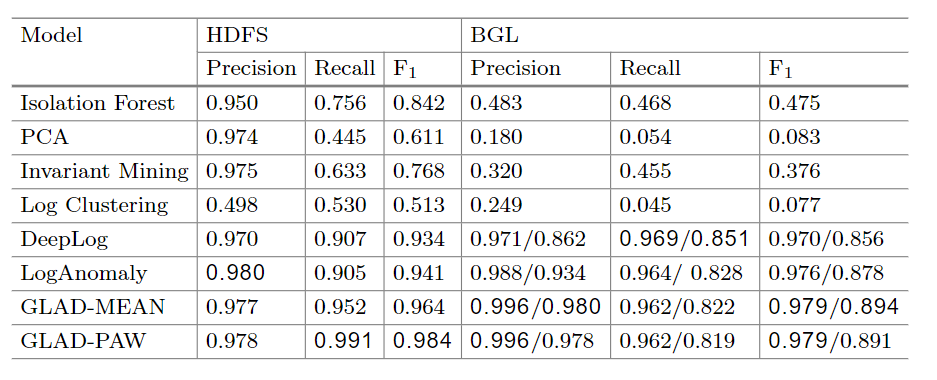 Model HDFS BGL
Precision Recall F1 Precision Recall F1
Isolation Forest 0.950 0.756 0.842 0.483 0.468 0.475
PCA 0.974 0.445 0.611 0.180 0.054 0.083
Invariant Mining 0.975 0.633 0.768 0.320 0.455 0.376
Log Clustering 0.498 0.530 0.513 0.249 0.045 0.077
DeepLog 0.970 0.907 0.934 0.971/0.862 0.969/0.851 0.970/0.856
LogAnomaly 0.980 0.905 0.941 0.988/0.934 0.964/ 0.828 0.976/0.878
GLAD-MEAN 0.977 0.952 0.964 0.996/0.980 0.962/0.822 0.979/0.894
GLAD-PAW 0.978 0.991 0.984 0.996/0.978 0.962/0.819 0.979/0.891